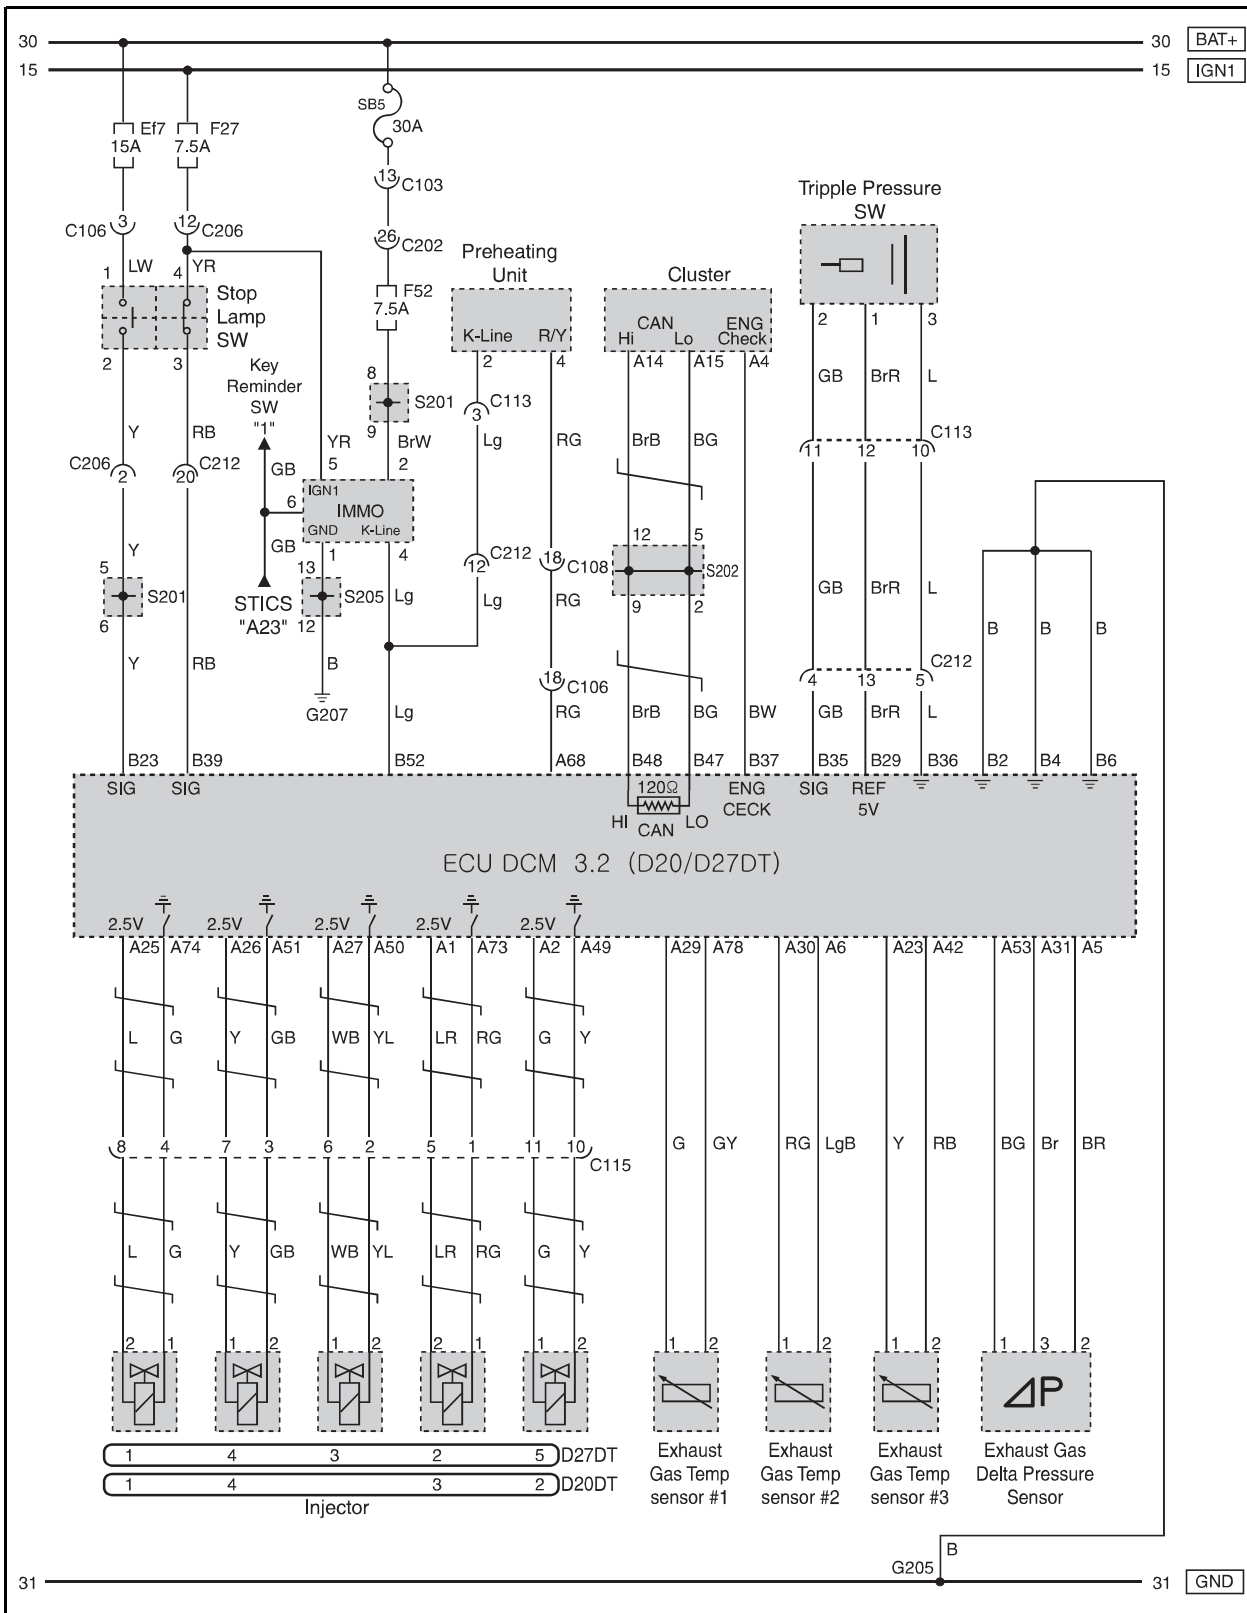 30 30 BAT+
15 15 IGN1
SB5
30A
Ef7 F27
15A 7.5A
13 C103
Tripple Pressure
SW
3 12
C106 C206
26 C202
Preheating
Unit
Cluster
LW YR
1 4
Stop
Lamp
SW
F52
7.5A
K-Line R/Y
CAN ENG
Hi Lo Check
2 1 3
2 3
2 4
A14 A15 A4
Key
Reminder
SW
"1"
8
S201
9
C113
3
GB BrR L
Y RB YR BrW Lg RG BrB BG
C113
11 12 10
C206 C212
2 20
GB
5 2
IGN1
IMMO
GND K-Line
6
GB
1 4
12 5
S202
9 2
Y
C212
12
18 C108
5
S201
6
STICS
"A23"
13
S205
12
Lg Lg RG
GB BrR L
B B B
Y RB B
C212
4 13 5
18 C106
G207
Lg RG BrB BG BW GB BrR L
B23 B39 B52 A68 B48 B47 B37 B35 B29 B36 B2 B4 B6
SIG SIG 120Ω ENG CECK SIG REF 5V
HI CAN LO
ECU DCM 3.2 (D20/D27DT)
2.5V 2.5V 2.5V 2.5V 2.5V
A25 A74 A26 A51 A27 A50 A1 A73 A2 A49 A29 A78 A30 A6 A23 A42 A53 A31 A5
L G Y GB WB YL LR RG G Y
8 4 7 3 6 2 5 1 11 10
C115
G GY RG LgB Y RB BG Br BR
L G Y GB WB YL LR RG G Y
2 1 1 2 1 2 2 1 1 2 1 2 1 2 1 2 1 3 2
P
1 4 3 2 5 D27DT
1 4 3 2 D20DT
Injector
Exhaust
Gas Temp
sensor #1
Exhaust
Gas Temp
sensor #2
Exhaust
Gas Temp
sensor #3
Exhaust Gas
Delta Pressure
Sensor
B
G205
31 31 GND